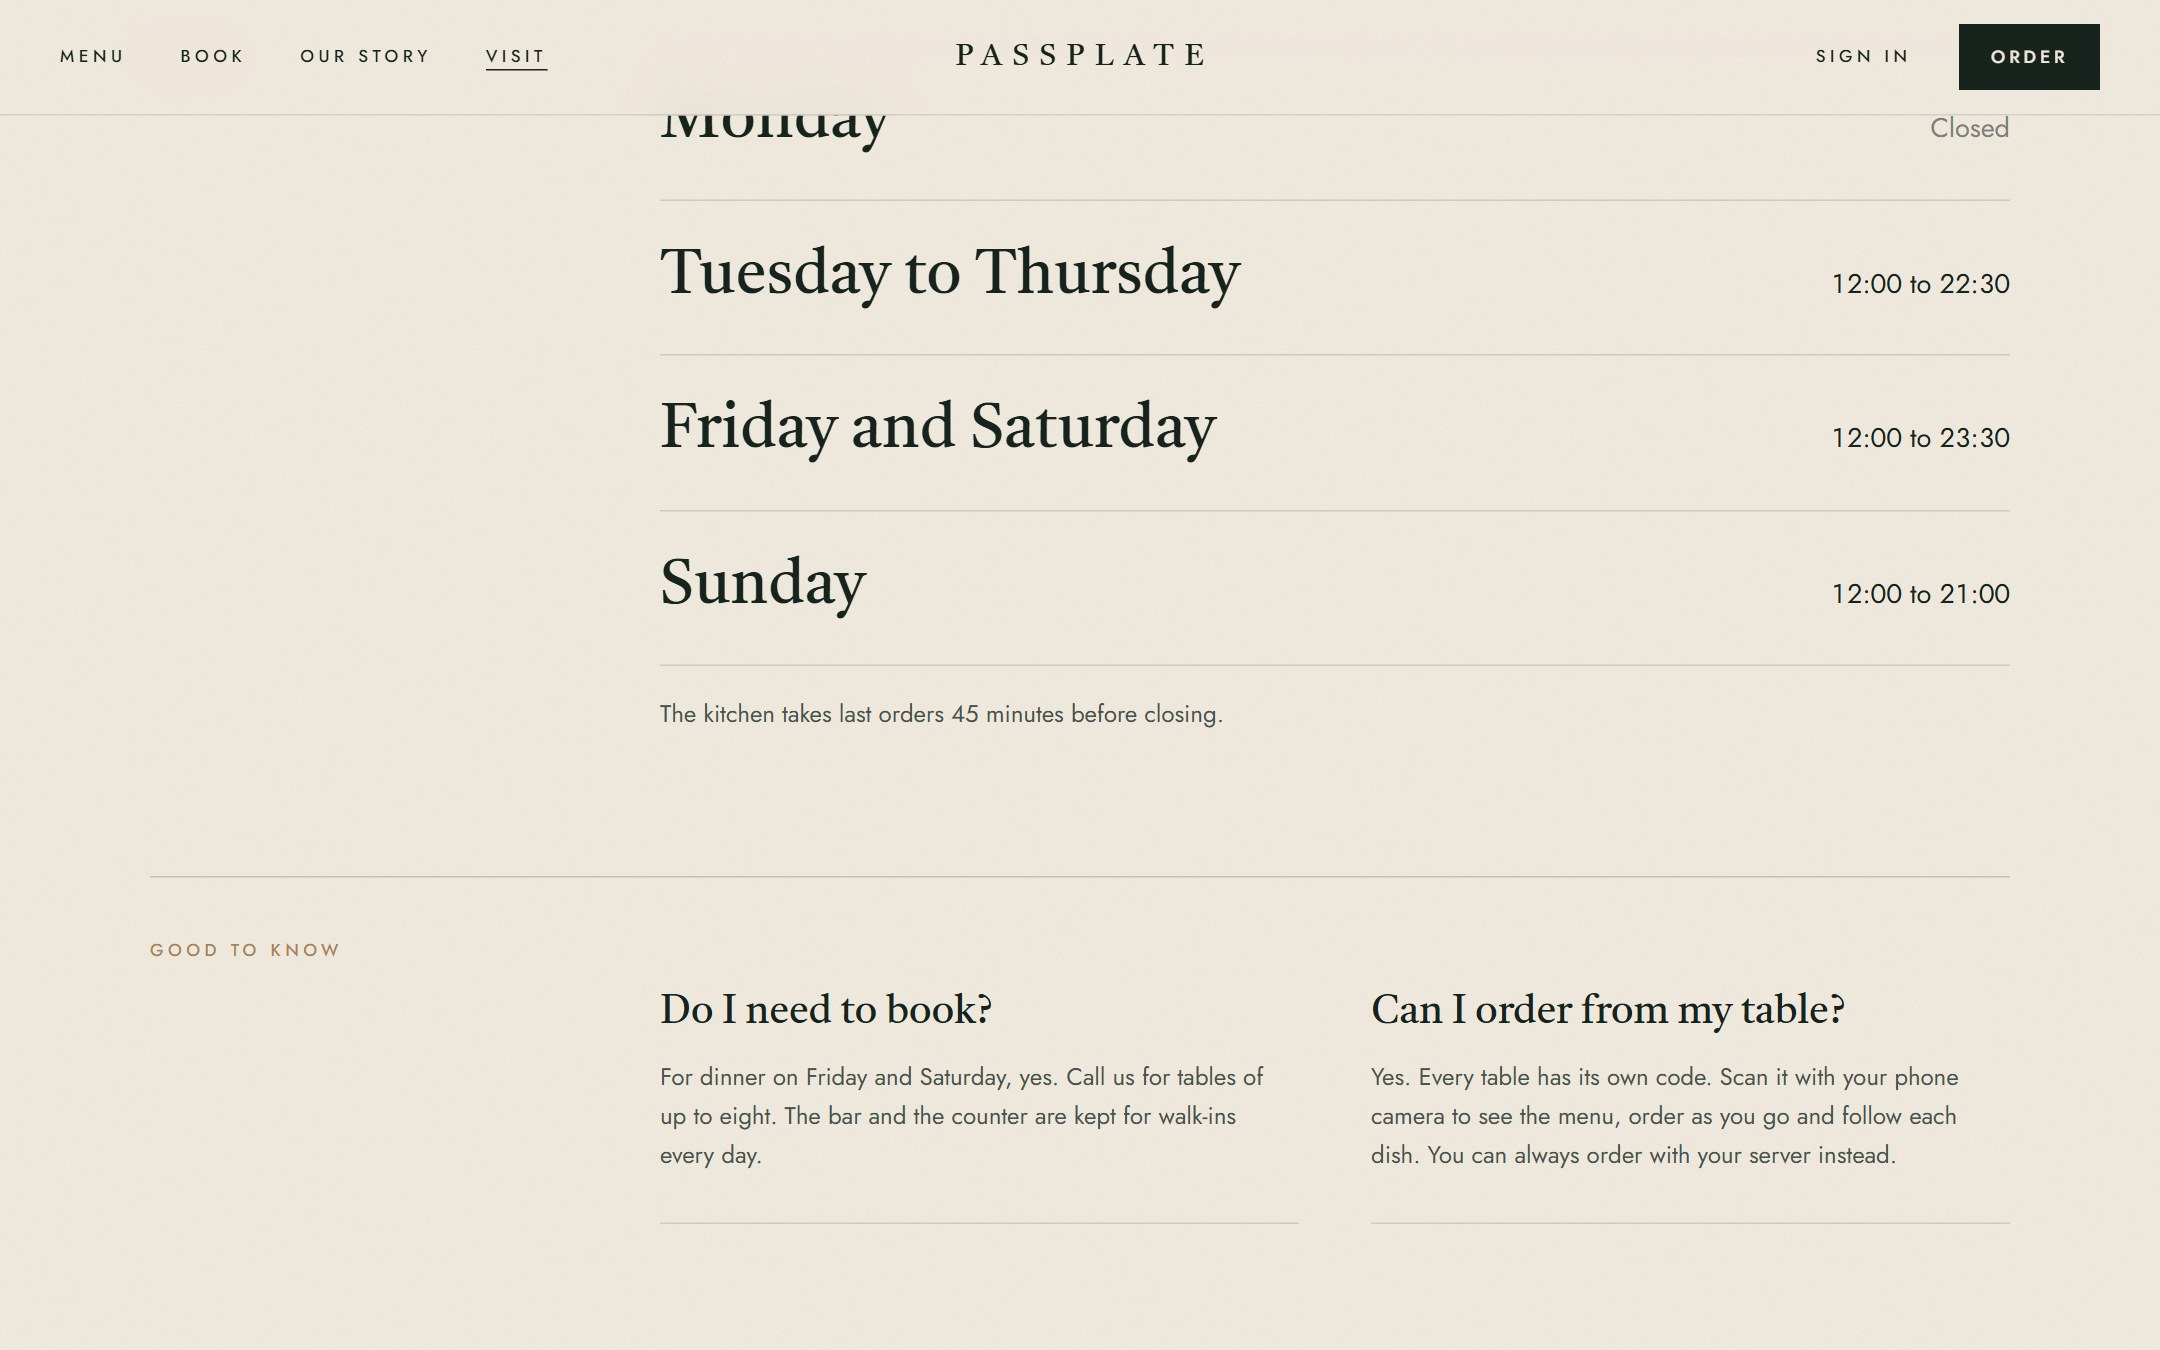 MENU BOOK OUR STORY VISIT PASSPLATE SIGN IN ORDER
Monday Closed
Tuesday to Thursday 12:00 to 22:30
Friday and Saturday 12:00 to 23:30
Sunday 12:00 to 21:00
The kitchen takes last orders 45 minutes before closing.
GOOD TO KNOW
Do I need to book?
For dinner on Friday and Saturday, yes. Call us for tables of
up to eight. The bar and the counter are kept for walk-ins
every day.
Can I order from my table?
Yes. Every table has its own code. Scan it with your phone
camera to see the menu, order as you go and follow each
dish. You can always order with your server instead.